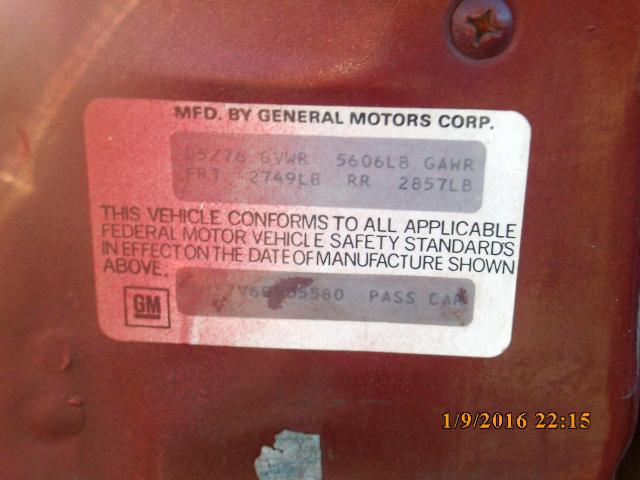 MFD. BY GENERAL MOTORS CORP.
05/76 GVWR 5606LB GAWR
FRT 2749LB RR 2857LB
THIS VEHICLE CONFORMS TO ALL APPLICABLE
FEDERAL MOTOR VEHICLE SAFETY STANDARDS
IN EFFECT ON THE DATE OF MANUFACTURE SHOWN
ABOVE.
GM
PASS CAR
1/9/2016 22:15